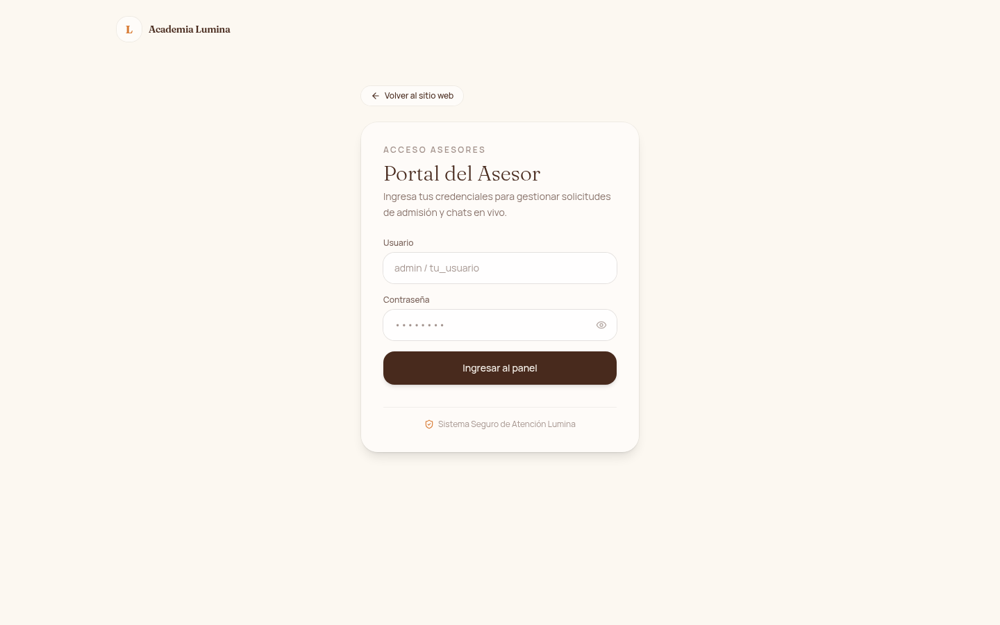 L
Academia Lumina
Volver al sitio web
ACCESO ASESORES
Portal del Asesor
Ingresa tus credenciales para gestionar solicitudes
de admisión y chats en vivo.
Usuario
admin / tu_usuario
Contraseña
••••••••
Ingresar al panel
Sistema Seguro de Atención Lumina